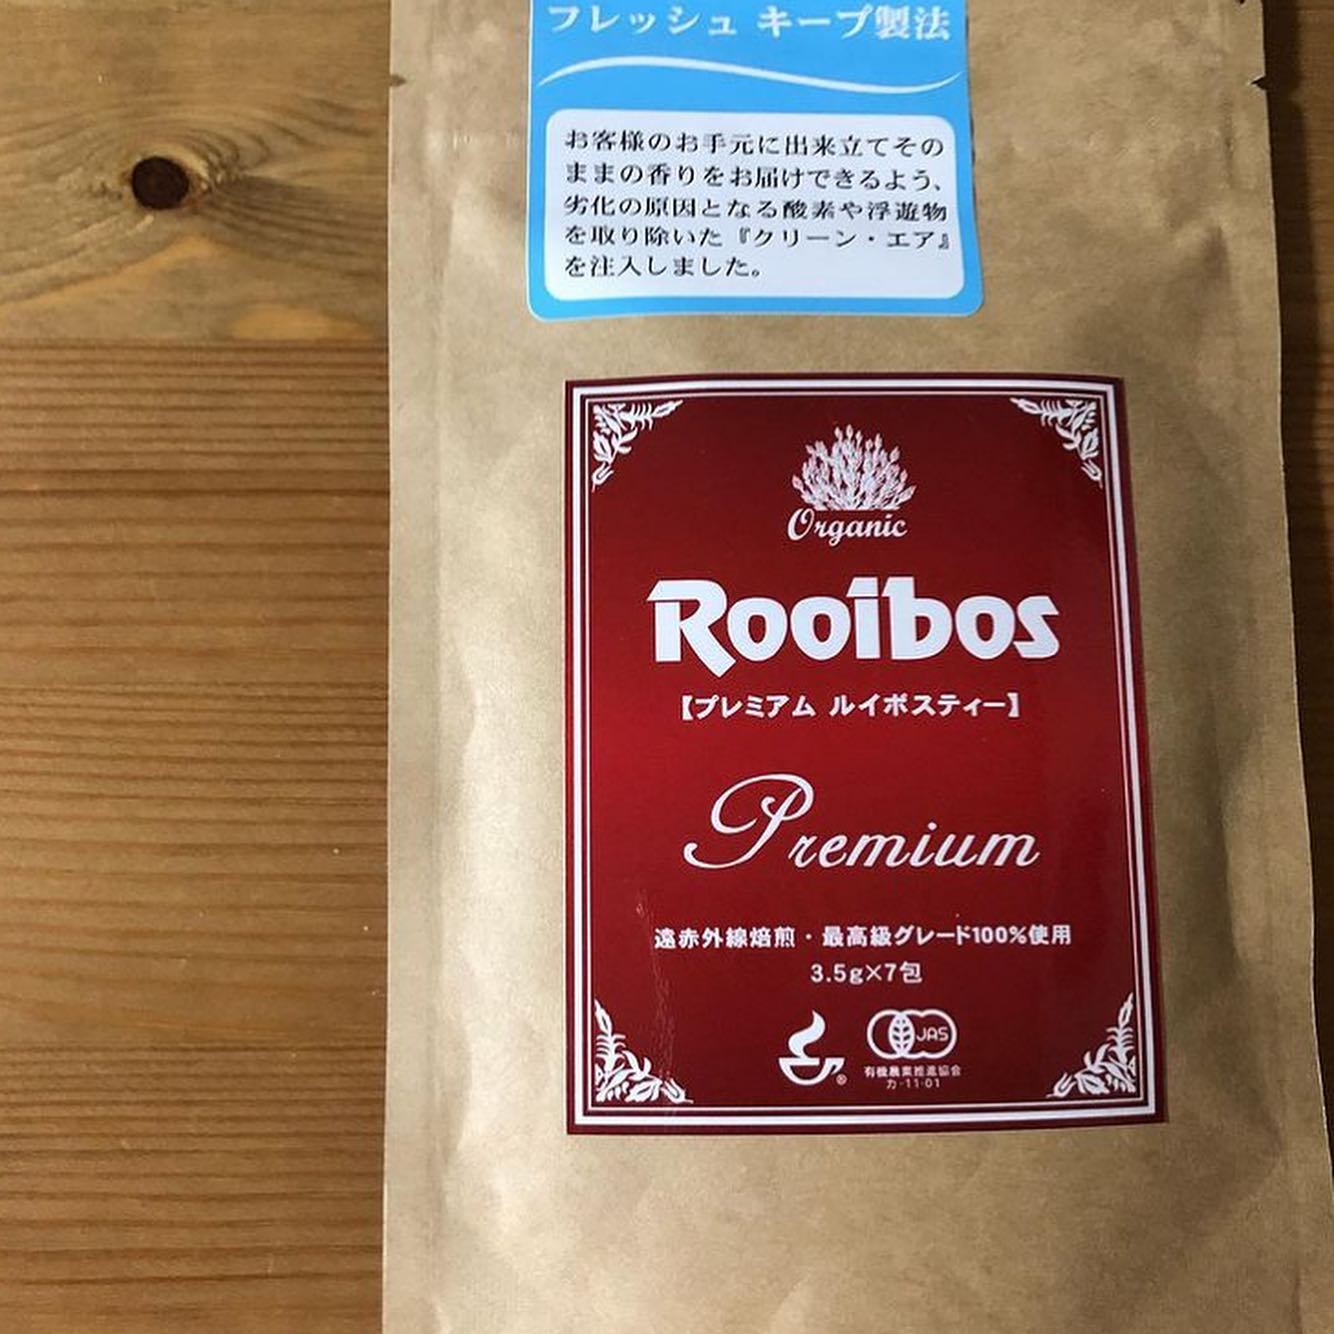 フレッシュ キープ製法
お客様のお手元に出来立てその
ままの香りをお届けできるよう、
劣化の原因となる酸素や浮遊物
を取り除いた『クリーン・エア』
を注入しました。
Organic
Rooibos
【プレミアム ルイボスティー】
Premium
遠赤外線焙煎・最高級グレード100%使用
3.5g×7包
®
JAS
有機農業推進協会
カ-11-01